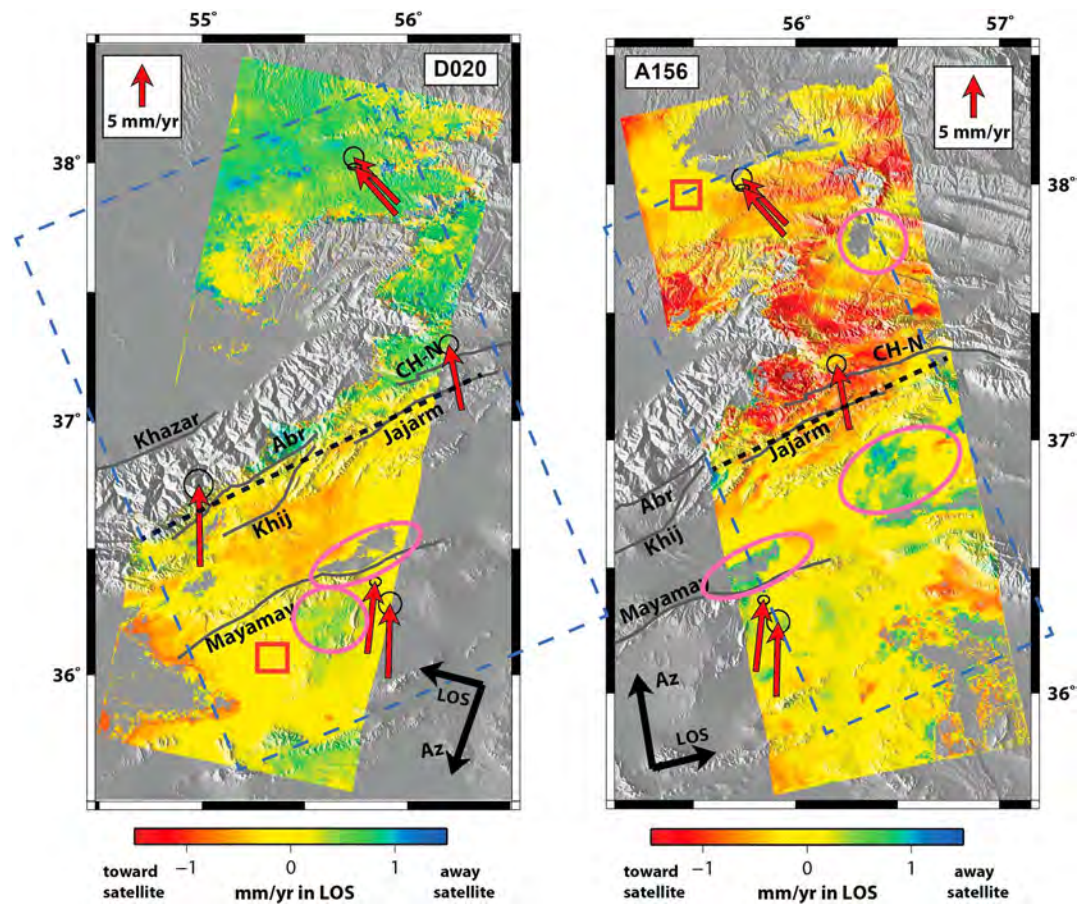 55°
56°
56°
57°
D020
5 mm/yr
A156
5 mm/yr
38°
38°
CH-N
CH-N
37°
37°
Khazar
Abr
Jajarm
Jajarm
Khij
Abr
Khij
Mayamay
Mayamay
36°
36°
LOS
Az
Az
LOS
toward satellite
−1
0
1
away satellite
mm/yr in LOS
toward satellite
−1
0
1
away satellite
mm/yr in LOS